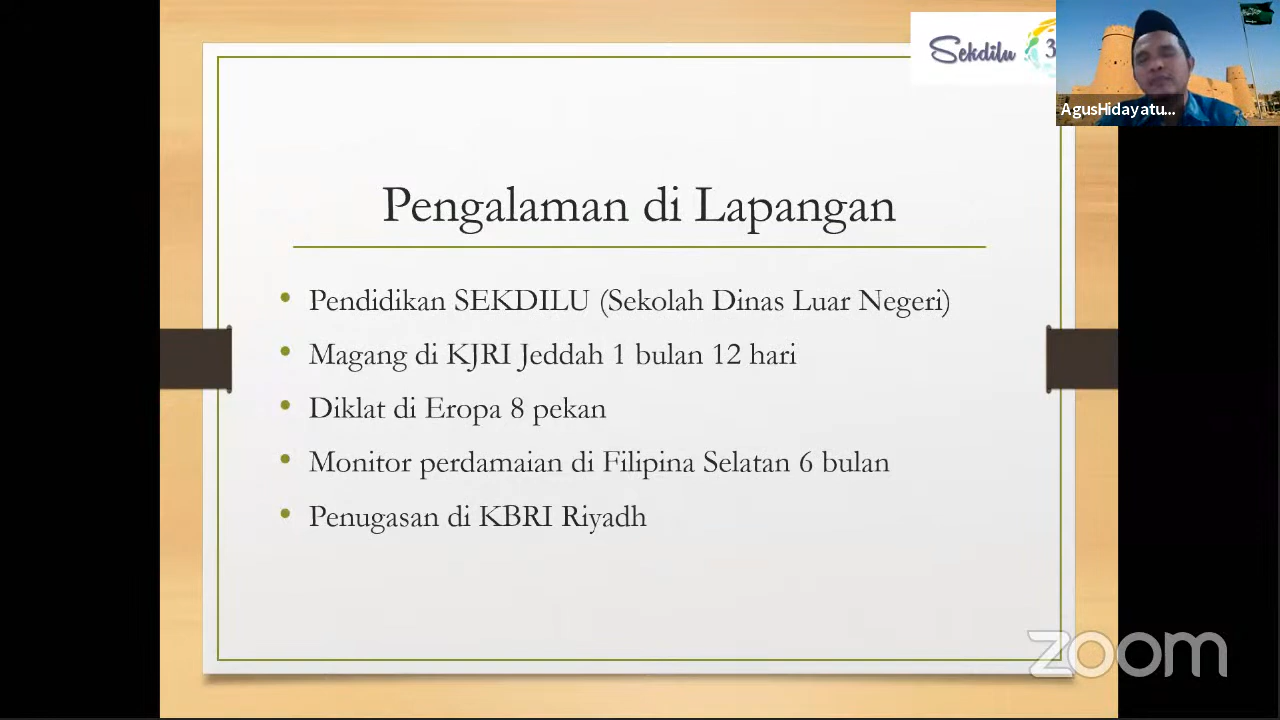 Sekdilu 3
AgusHidayatu...
Pengalaman di Lapangan
• Pendidikan SEKDILU (Sekolah Dinas Luar Negeri)
• Magang di KJRI Jeddah 1 bulan 12 hari
• Diklat di Eropa 8 pekan
• Monitor perdamaian di Filipina Selatan 6 bulan
• Penugasan di KBRI Riyadh
zoom